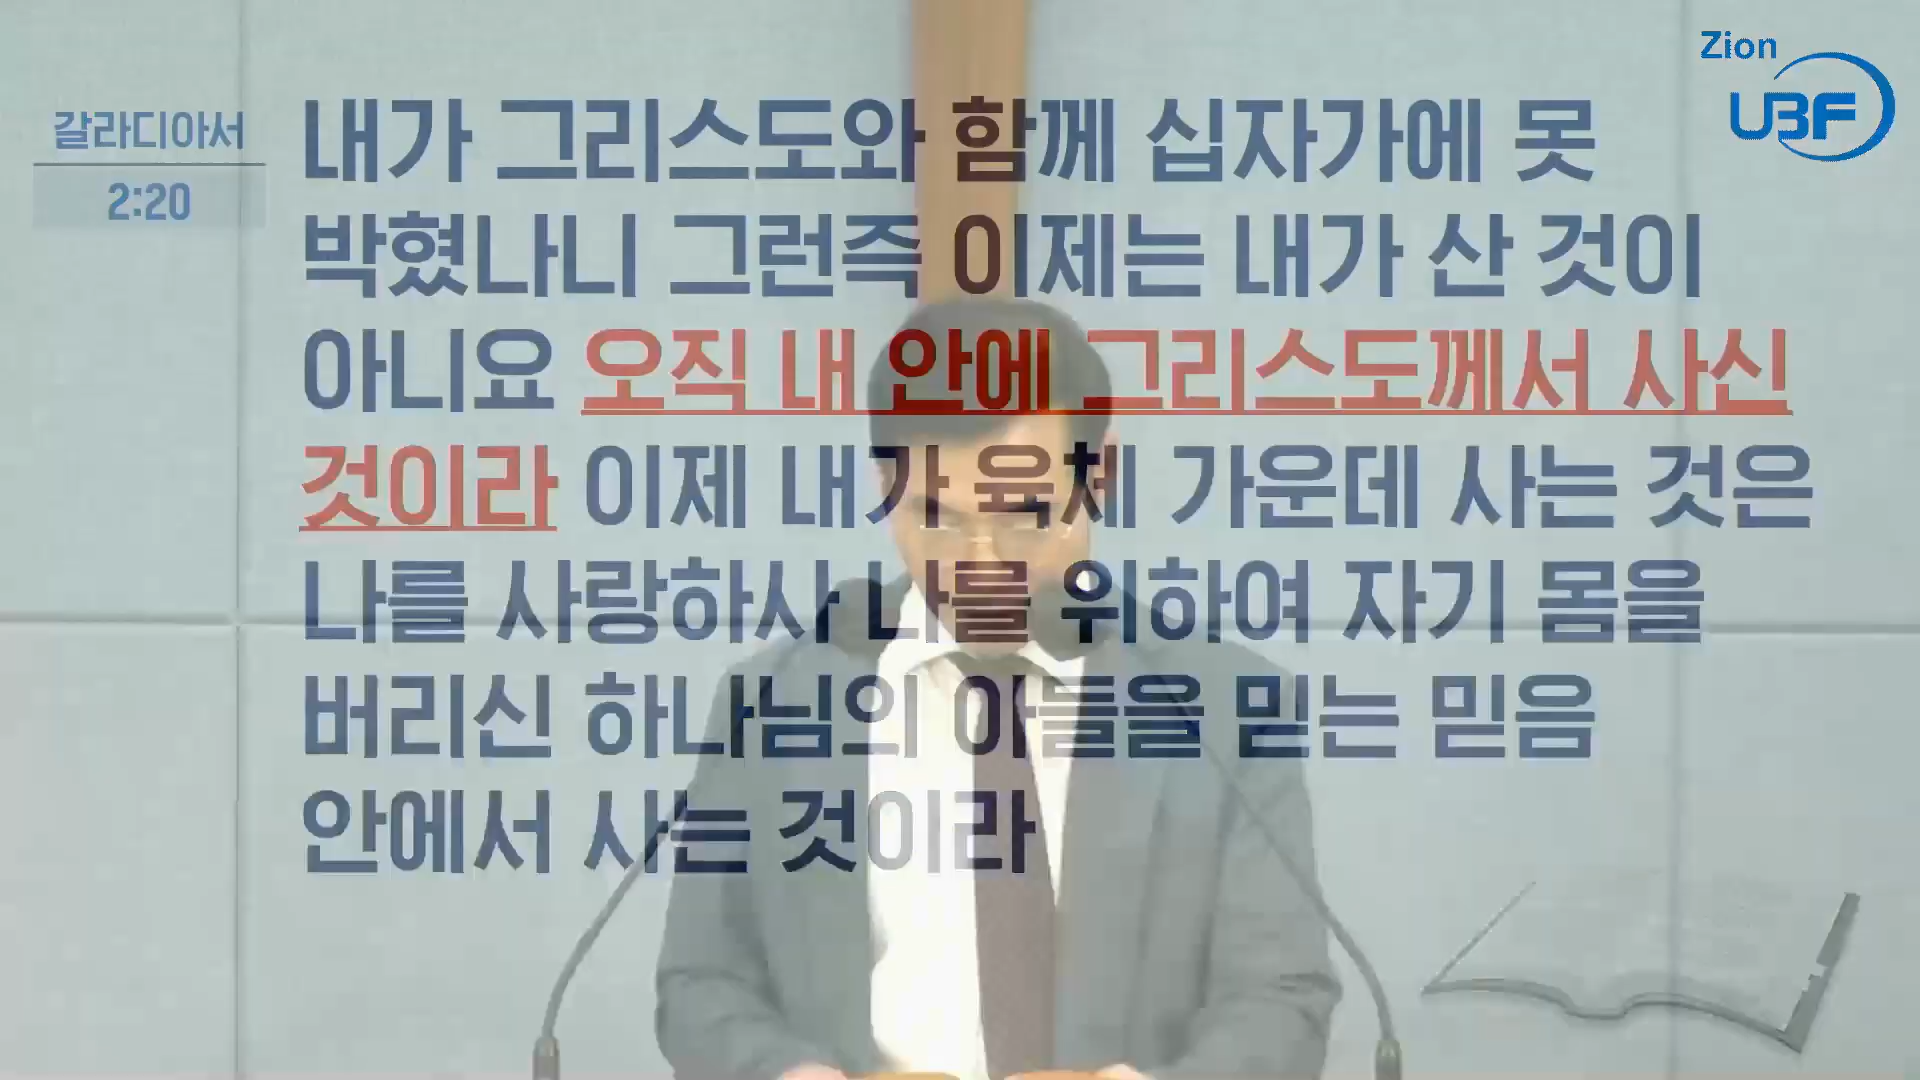 Zion
UBF
갈라디아서
2:20
내가 그리스도와 함께 십자가에 못
박혔나니 그런즉 이제는 내가 산 것이
아니요 오직 내 안에 그리스도께서 사신
것이라 이제 내가 육체 가운데 사는 것은
나를 사랑하사 나를 위하여 자기 몸을
버리신 하나님의 아들을 믿는 믿음
안에서 사는 것이라